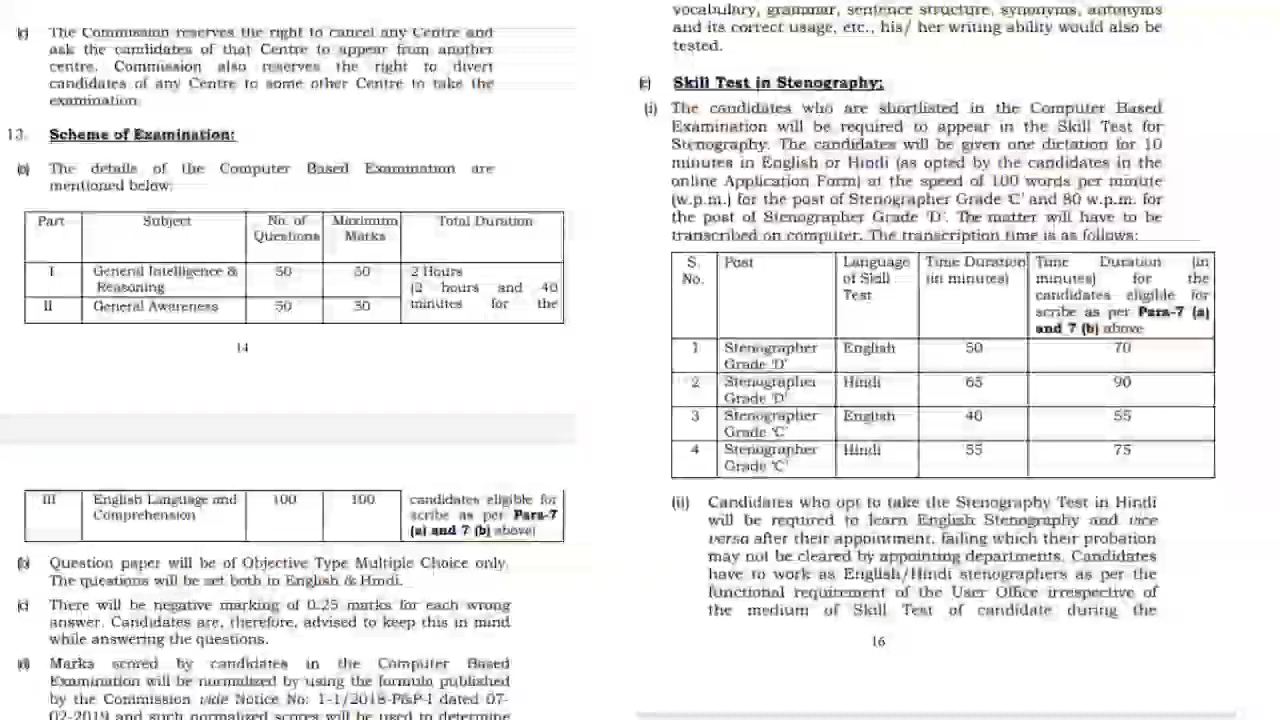 (c) The Commission reserves the right to cancel any Centre and
ask the candidates of that Centre to appear from another
centre. Commission also reserves the right to divert
candidates of any Centre to some other Centre to take the
examination.
13. Scheme of Examination:
(a) The details of the Computer Based Examination are
mentioned below:
Part Subject No. of Questions Maximum Marks Total Duration
I General Intelligence & Reasoning 50 50 2 Hours
II General Awareness 50 50 (2 hours and 40 minutes for the
14
III English Language and Comprehension 100 100 candidates eligible for scribe as per Para-7 (a) and 7 (b) above)
(b) Question paper will be of Objective Type Multiple Choice only.
The questions will be set both in English & Hindi.
(c) There will be negative marking of 0.25 marks for each wrong
answer. Candidates are, therefore, advised to keep this in mind
while answering the questions.
(d) Marks scored by candidates in the Computer Based
Examination will be normalized by using the formula published
by the Commission vide Notice No: 1-1/2018-P&P-I dated 07-
02-2019 and such normalized scores will be used to determine
vocabulary, grammar, sentence structure, synonyms, antonyms
and its correct usage, etc., his/ her writing ability would also be
tested.
Skill Test in Stenography:
(i) The candidates who are shortlisted in the Computer Based
Examination will be required to appear in the Skill Test for
Stenography. The candidates will be given one dictation for 10
minutes in English or Hindi (as opted by the candidates in the
online Application Form) at the speed of 100 words per minute
(w.p.m.) for the post of Stenographer Grade 'C' and 80 w.p.m. for
the post of Stenographer Grade 'D'. The matter will have to be
transcribed on computer. The transcription time is as follows:
S. No. Post Language of Skill Test Time Duration (in minutes) Time Duration (in minutes) for the candidates eligible for scribe as per Para-7 (a) and 7 (b) above
1 Stenographer Grade 'D' English 50 70
2 Stenographer Grade 'D' Hindi 65 90
3 Stenographer Grade 'C' English 40 55
4 Stenographer Grade 'C' Hindi 55 75
(ii) Candidates who opt to take the Stenography Test in Hindi
will be required to learn English Stenography and vice
versa after their appointment, failing which their probation
may not be cleared by appointing departments. Candidates
have to work as English/Hindi stenographers as per the
functional requirement of the User Office irrespective of
the medium of Skill Test of candidate during the
16